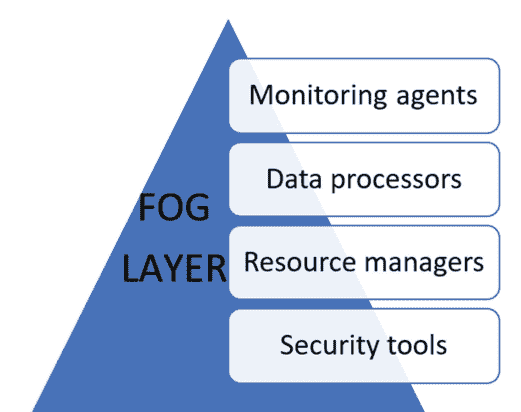 FOG
LAYER
Monitoring agents
Data processors
Resource managers
Security tools